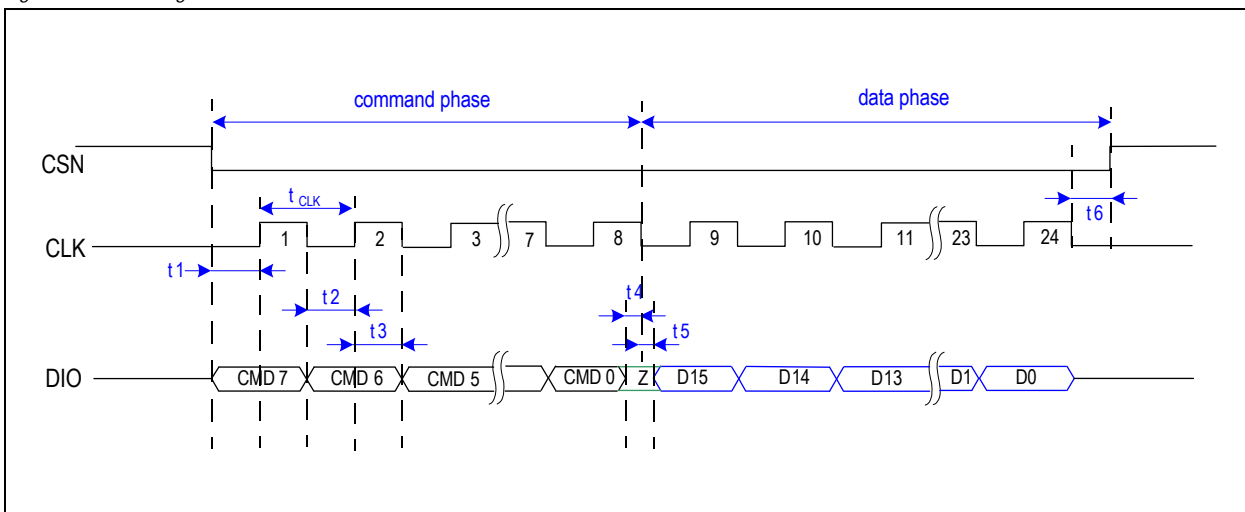 command phase
data phase
CSN
t CLK
CLK
1
2
3
7
8
9
10
11
23
24
t6
t1
t2
t4
t3
t5
DIO
CMD 7
CMD 6
CMD 5
CMD 0
Z
D15
D14
D13
D1
D0